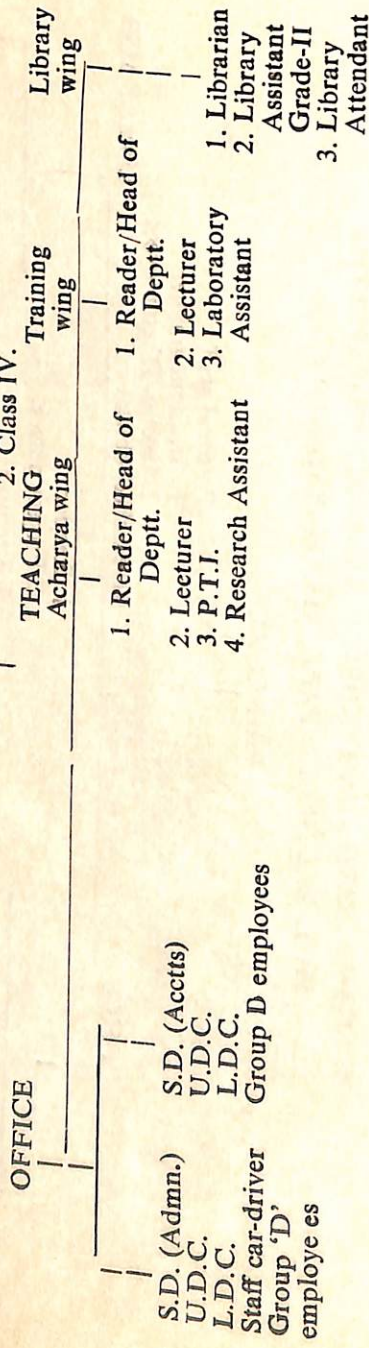 2. Class IV.
OFFICE
S.D. (Admn.)
U.D.C.
L.D.C.
Staff car-driver
Group ‘D’
employe es
S.D. (Acctts)
U.D.C.
L.D.C.
Group D employees
TEACHING
Acharya wing
1. Reader/Head of
Deptt.
2. Lecturer
3. P.T.I.
4. Research Assistant
Training
wing
1. Reader/Head of
Deptt.
2. Lecturer
3. Laboratory
Assistant
Library
wing
1. Librarian
2. Library
Assistant
Grade-II
3. Library
Attendant